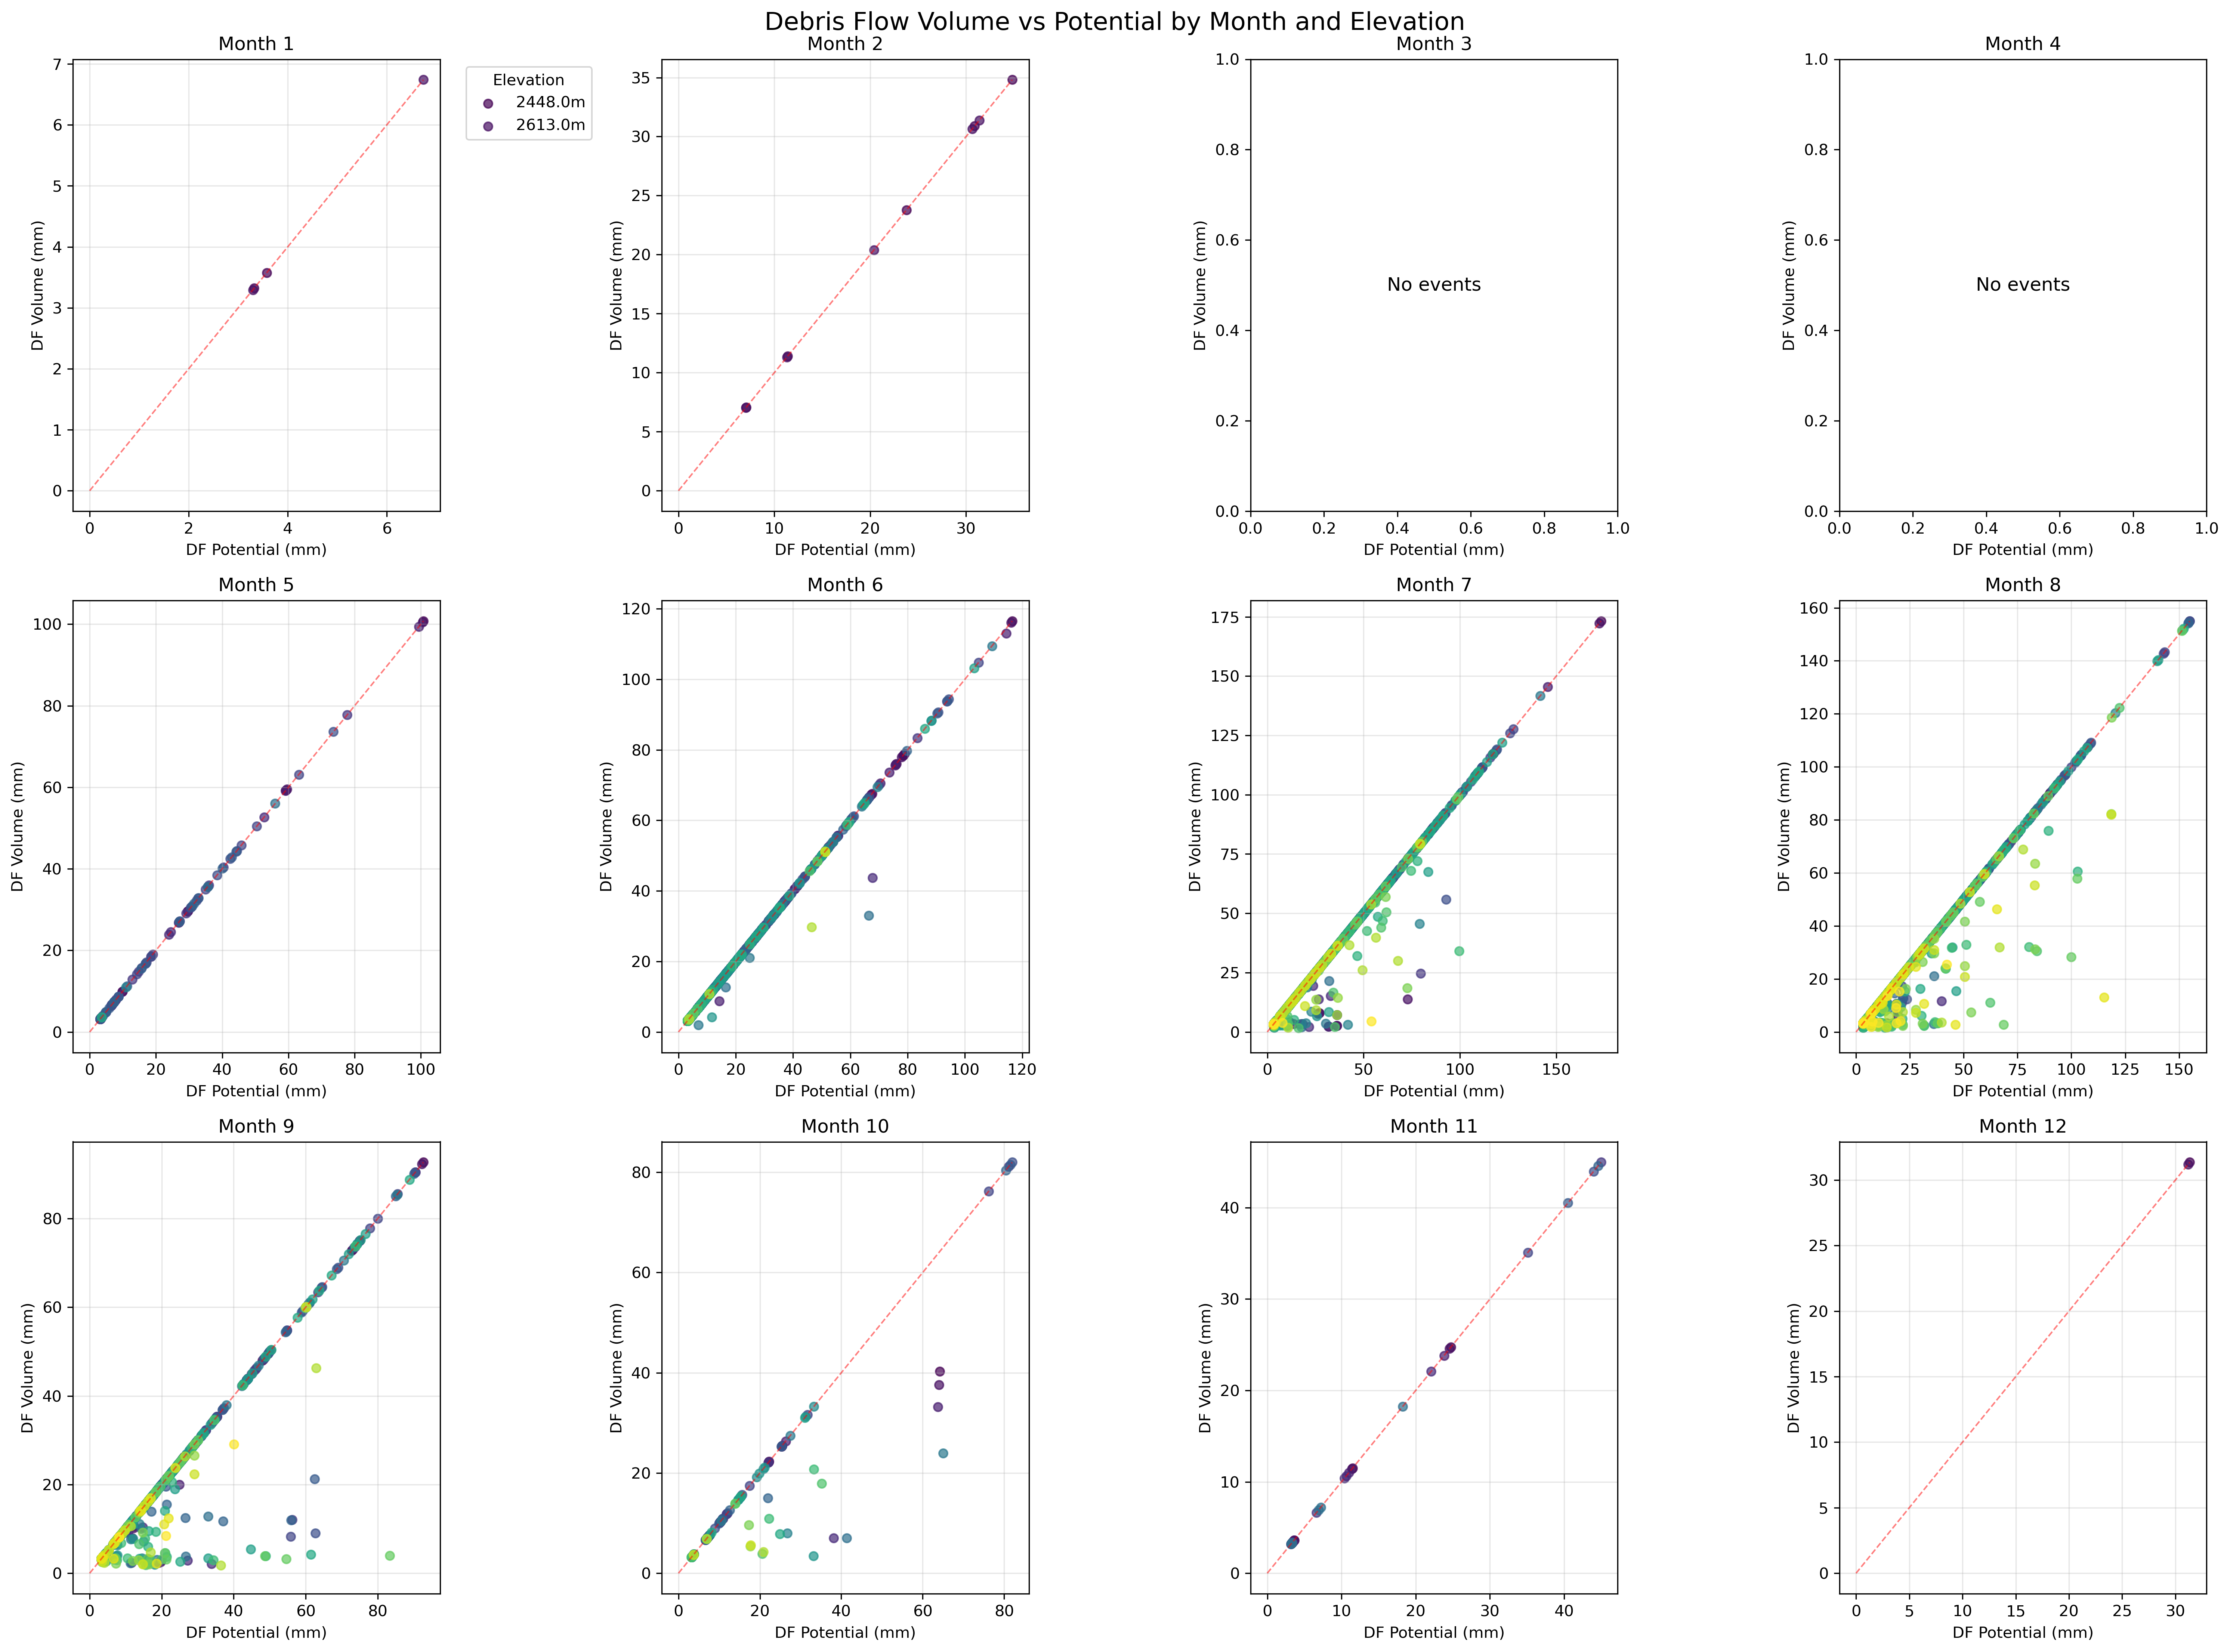 Debris Flow Volume vs Potential by Month and Elevation
Month 1
7
6
5
4
3
2
1
0
DF Volume (mm)
0 2 4 6
DF Potential (mm)
Elevation
2448.0m
2613.0m
Month 2
35
30
25
20
15
10
5
0
DF Volume (mm)
0 10 20 30
DF Potential (mm)
Month 3
1.0
0.8
0.6
0.4
0.2
0.0
DF Volume (mm)
No events
0.0 0.2 0.4 0.6 0.8 1.0
DF Potential (mm)
Month 4
1.0
0.8
0.6
0.4
0.2
0.0
DF Volume (mm)
No events
0.0 0.2 0.4 0.6 0.8 1.0
DF Potential (mm)
Month 5
100
80
60
40
20
0
DF Volume (mm)
0 20 40 60 80 100
DF Potential (mm)
Month 6
120
100
80
60
40
20
0
DF Volume (mm)
0 20 40 60 80 100 120
DF Potential (mm)
Month 7
175
150
125
100
75
50
25
0
DF Volume (mm)
0 50 100 150
DF Potential (mm)
Month 8
160
140
120
100
80
60
40
20
0
DF Volume (mm)
0 25 50 75 100 125 150
DF Potential (mm)
Month 9
80
60
40
20
0
DF Volume (mm)
0 20 40 60 80
DF Potential (mm)
Month 10
80
60
40
20
0
DF Volume (mm)
0 20 40 60 80
DF Potential (mm)
Month 11
40
30
20
10
0
DF Volume (mm)
0 10 20 30 40
DF Potential (mm)
Month 12
30
25
20
15
10
5
0
DF Volume (mm)
0 5 10 15 20 25 30
DF Potential (mm)